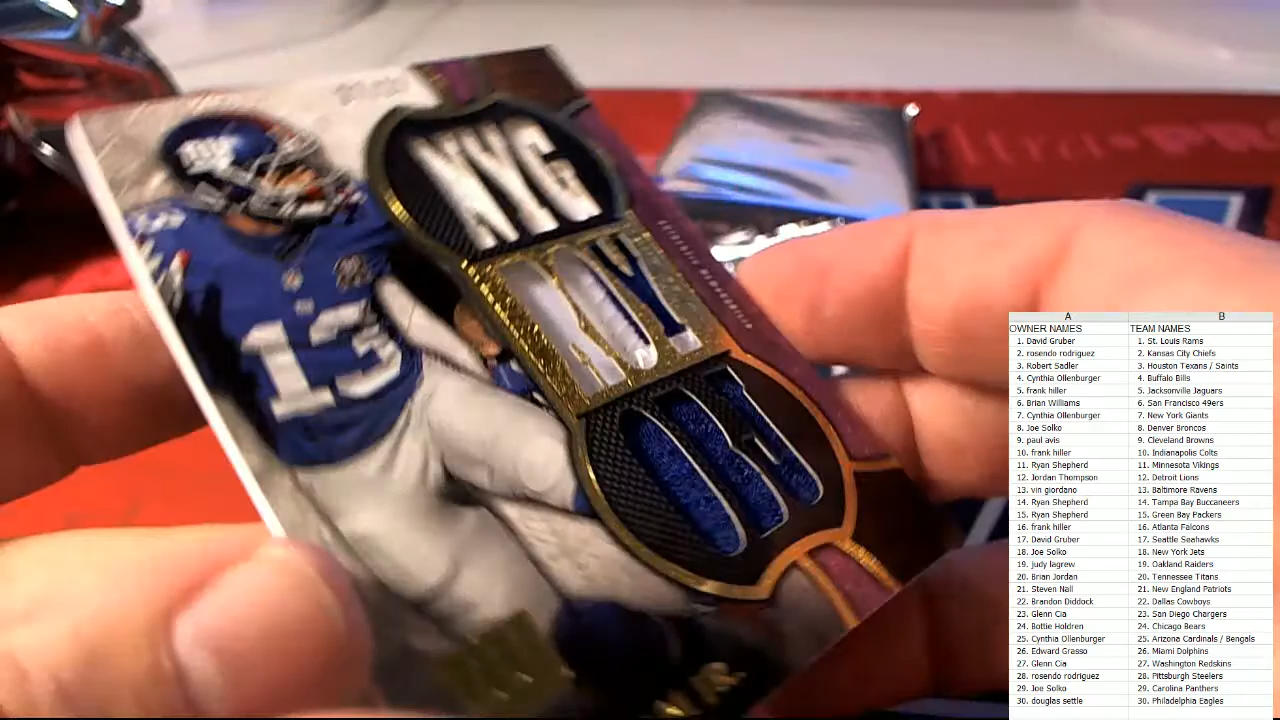 NYG
ROY
OBJ
AUTHENTIC MEMORABILIA
NY
13
13
ultra•PRO
A B
OWNER NAMES TEAM NAMES
1. David Gruber 1. St. Louis Rams
2. rosendo rodriguez 2. Kansas City Chiefs
3. Robert Sadler 3. Houston Texans / Saints
4. Cynthia Ollenburger 4. Buffalo Bills
5. frank hiller 5. Jacksonville Jaguars
6. Brian Williams 6. San Francisco 49ers
7. Cynthia Ollenburger 7. New York Giants
8. Joe Solko 8. Denver Broncos
9. paul avis 9. Cleveland Browns
10. frank hiller 10. Indianapolis Colts
11. Ryan Shepherd 11. Minnesota Vikings
12. Jordan Thompson 12. Detroit Lions
13. vin giordano 13. Baltimore Ravens
14. Ryan Shepherd 14. Tampa Bay Buccaneers
15. Ryan Shepherd 15. Green Bay Packers
16. frank hiller 16. Atlanta Falcons
17. David Gruber 17. Seattle Seahawks
18. Joe Solko 18. New York Jets
19. judy lagrew 19. Oakland Raiders
20. Brian Jordan 20. Tennessee Titans
21. Steven Nall 21. New England Patriots
22. Brandon Diddock 22. Dallas Cowboys
23. Glenn Cia 23. San Diego Chargers
24. Bottie Holdren 24. Chicago Bears
25. Cynthia Ollenburger 25. Arizona Cardinals / Bengals
26. Edward Grasso 26. Miami Dolphins
27. Glenn Cia 27. Washington Redskins
28. rosendo rodriguez 28. Pittsburgh Steelers
29. Joe Solko 29. Carolina Panthers
30. douglas settle 30. Philadelphia Eagles